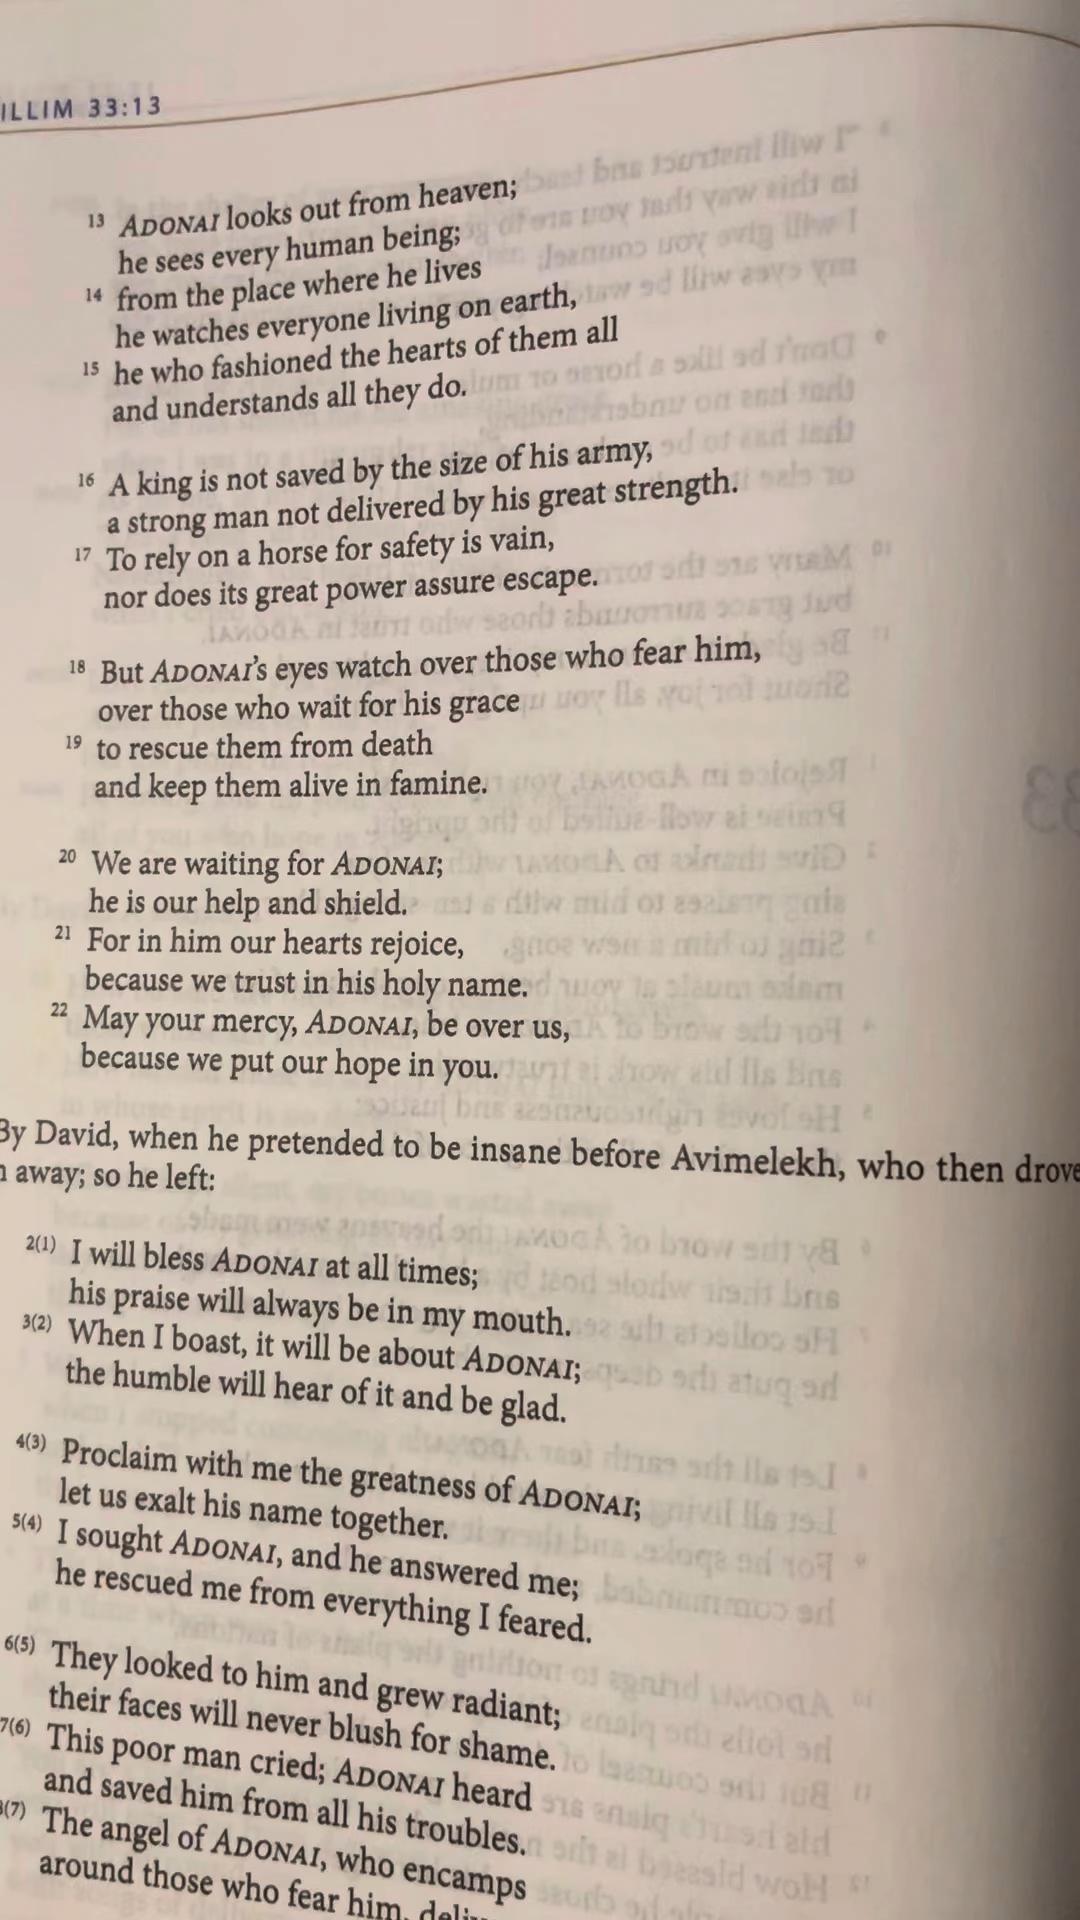 ILLIM 33:13
13 ADONAI looks out from heaven;
he sees every human being;
14 from the place where he lives
he watches everyone living on earth,
15 he who fashioned the hearts of them all
and understands all they do.
16 A king is not saved by the size of his army,
a strong man not delivered by his great strength.
17 To rely on a horse for safety is vain,
nor does its great power assure escape.
18 But ADONAI's eyes watch over those who fear him,
over those who wait for his grace
19 to rescue them from death
and keep them alive in famine.
20 We are waiting for ADONAI;
he is our help and shield.
21 For in him our hearts rejoice,
because we trust in his holy name.
22 May your mercy, ADONAI, be over us,
because we put our hope in you.
By David, when he pretended to be insane before Avimelekh, who then drove
away; so he left:
2(1) I will bless ADONAI at all times;
his praise will always be in my mouth.
3(2) When I boast, it will be about ADONAI;
the humble will hear of it and be glad.
4(3) Proclaim with me the greatness of ADONAI;
let us exalt his name together.
5(4) I sought ADONAI, and he answered me;
he rescued me from everything I feared.
6(5) They looked to him and grew radiant;
their faces will never blush for shame.
7(6) This poor man cried; ADONAI heard
and saved him from all his troubles.
(7) The angel of ADONAI, who encamps
around those who fear him,